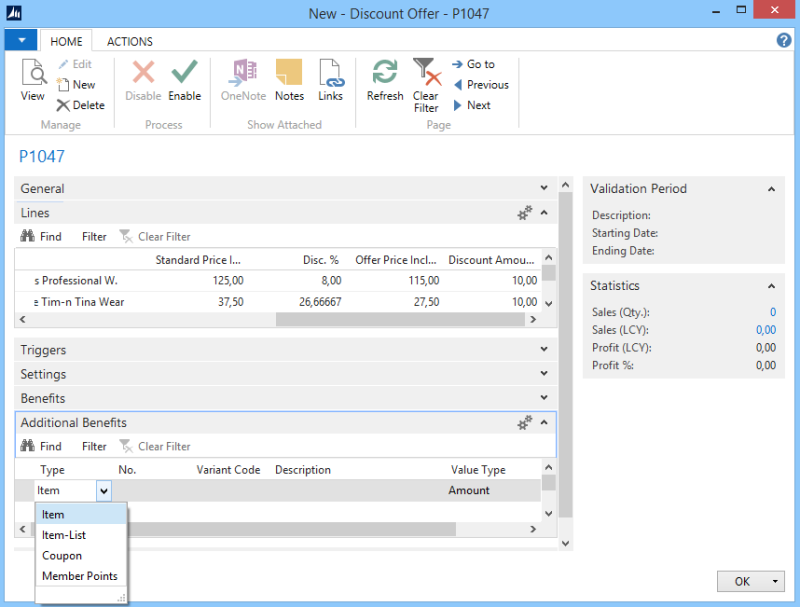 New - Discount Offer - P1047
HOME ACTIONS
View
Edit
New
Delete
Manage
Disable Enable
Process
OneNote Notes Links
Show Attached
Refresh Clear Filter
Go to
Previous
Next
Page
P1047
General
Lines
Find Filter Clear Filter
Standard Price I... Disc. % Offer Price Incl... Discount Amou...
s Professional W. 125,00 8,00 115,00 10,00
e Tim-n Tina Wear 37,50 26,66667 27,50 10,00
Triggers
Settings
Benefits
Additional Benefits
Find Filter Clear Filter
Type No. Variant Code Description Value Type
Item Amount
Item
Item-List
Coupon
Member Points
Validation Period
Description:
Starting Date:
Ending Date:
Statistics
Sales (Qty.): 0
Sales (LCY): 0,00
Profit (LCY): 0,00
Profit %: 0,00
OK